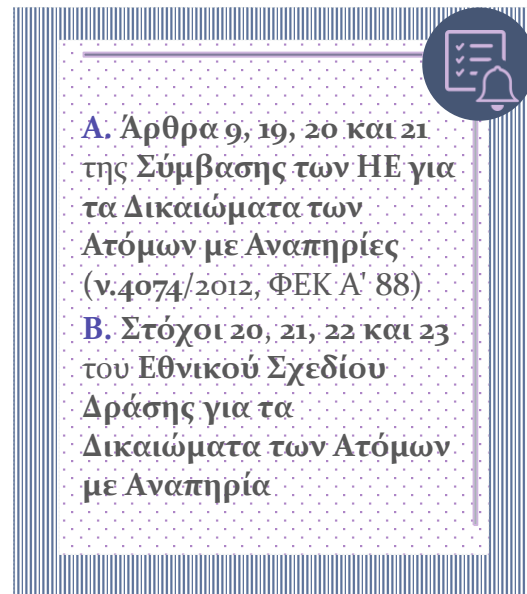 Α. Άρθρα 9, 19, 20 και 21
της Σύμβασης των ΗΕ για
τα Δικαιώματα των
Ατόμων με Αναπηρίες
(ν.4074/2012, ΦΕΚ Α' 88)
Β. Στόχοι 20, 21, 22 και 23
του Εθνικού Σχεδίου
Δράσης για τα
Δικαιώματα των Ατόμων
με Αναπηρία